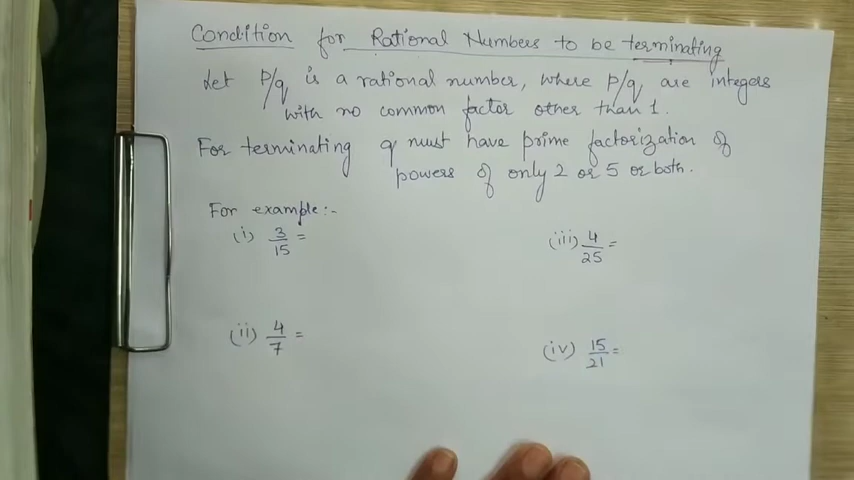 Condition for Rational Numbers to be terminating
Let P/q is a rational number, where P/q are integers
with no common factor other than 1.
For terminating q must have prime factorization of
powers of only 2 or 5 or both.
For example:-
(i) 3/15 =
(iii) 4/25 =
(ii) 4/7 =
(iv) 15/21 =